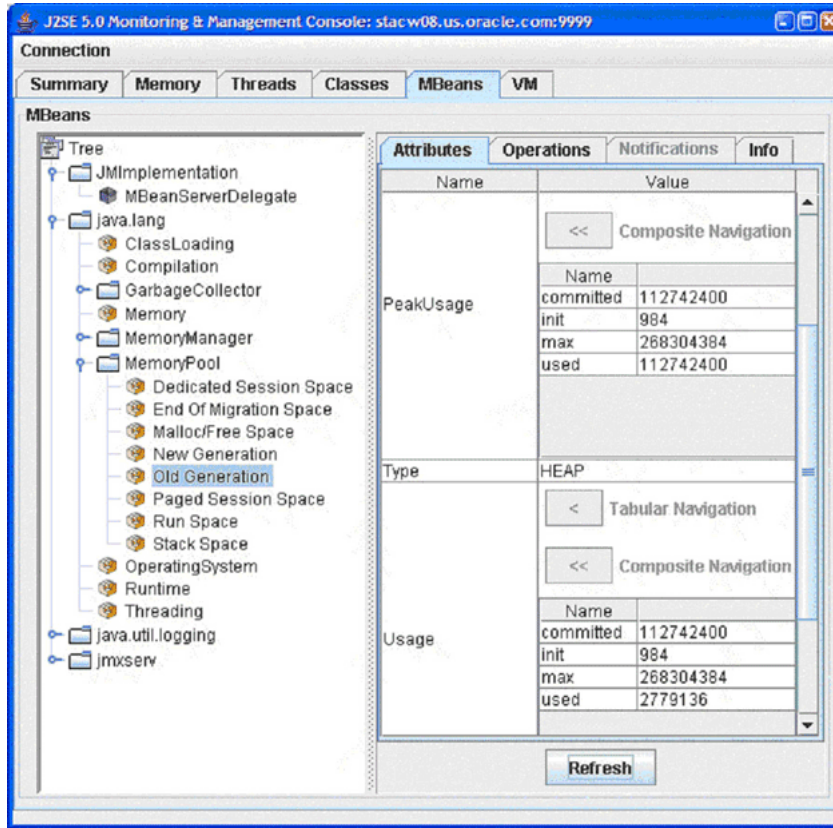 J2SE 5.0 Monitoring & Management Console: stacw08.us.oracle.com:9999
Connection
Summary Memory Threads Classes MBeans VM
MBeans
Tree
JMImplementation
MBeanServerDelegate
java.lang
ClassLoading
Compilation
GarbageCollector
Memory
MemoryManager
MemoryPool
Dedicated Session Space
End Of Migration Space
Malloc/Free Space
New Generation
Old Generation
Paged Session Space
Run Space
Stack Space
OperatingSystem
Runtime
Threading
java.util.logging
jmxserv
Attributes Operations Notifications Info
Name Value
PeakUsage
<< Composite Navigation
Name
committed 112742400
init 984
max 268304384
used 112742400
Type HEAP
Usage
< Tabular Navigation
<< Composite Navigation
Name
committed 112742400
init 984
max 268304384
used 2779136
Refresh